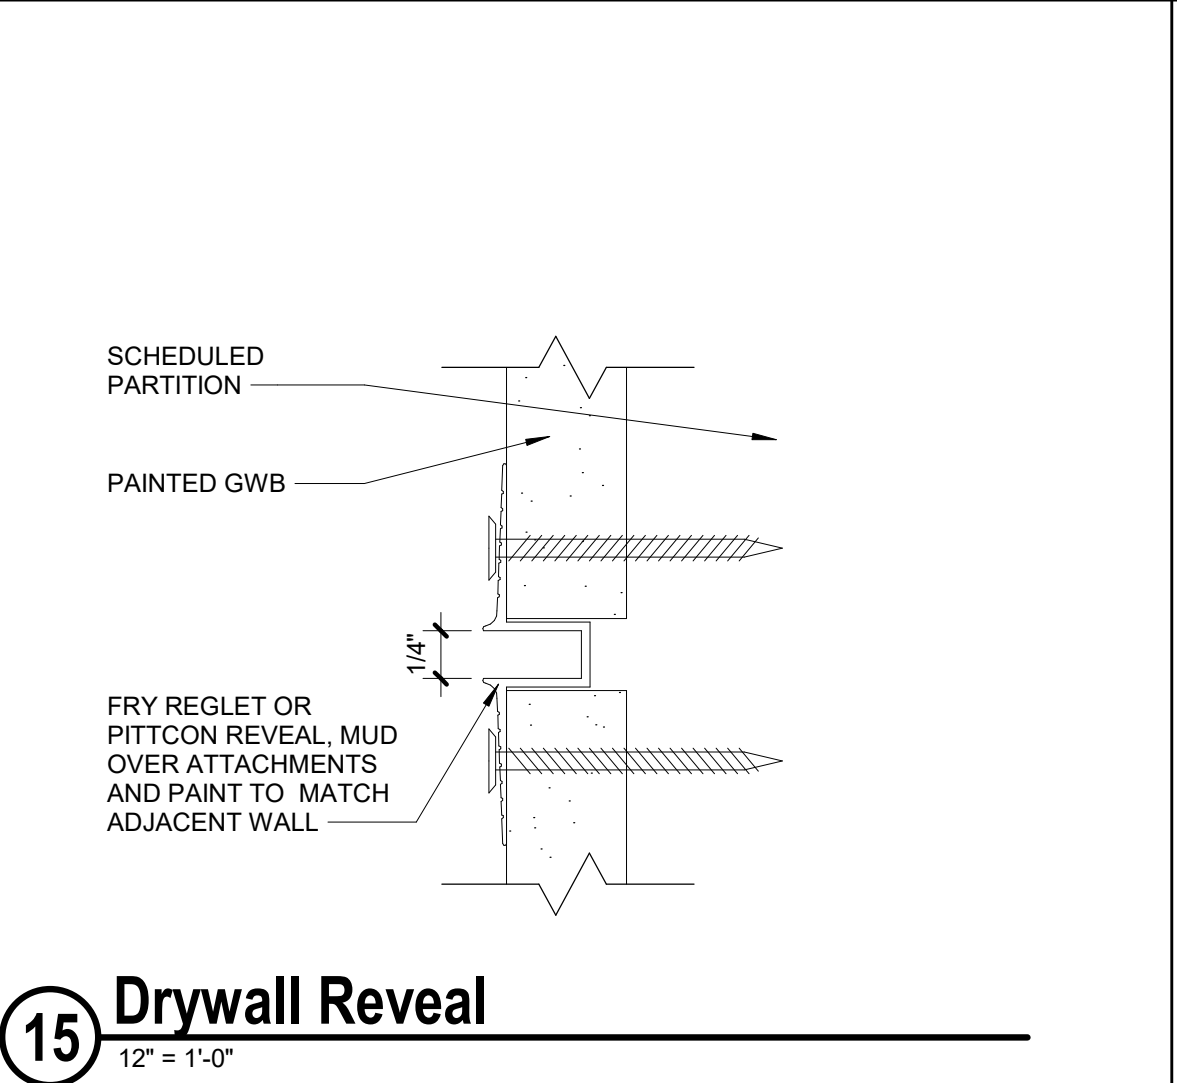 SCHEDULED
PARTITION
PAINTED GWB
1/4"
FRY REGLET OR
PITTCON REVEAL, MUD
OVER ATTACHMENTS
AND PAINT TO  MATCH
ADJACENT WALL
15
Drywall Reveal
12" = 1'-0"